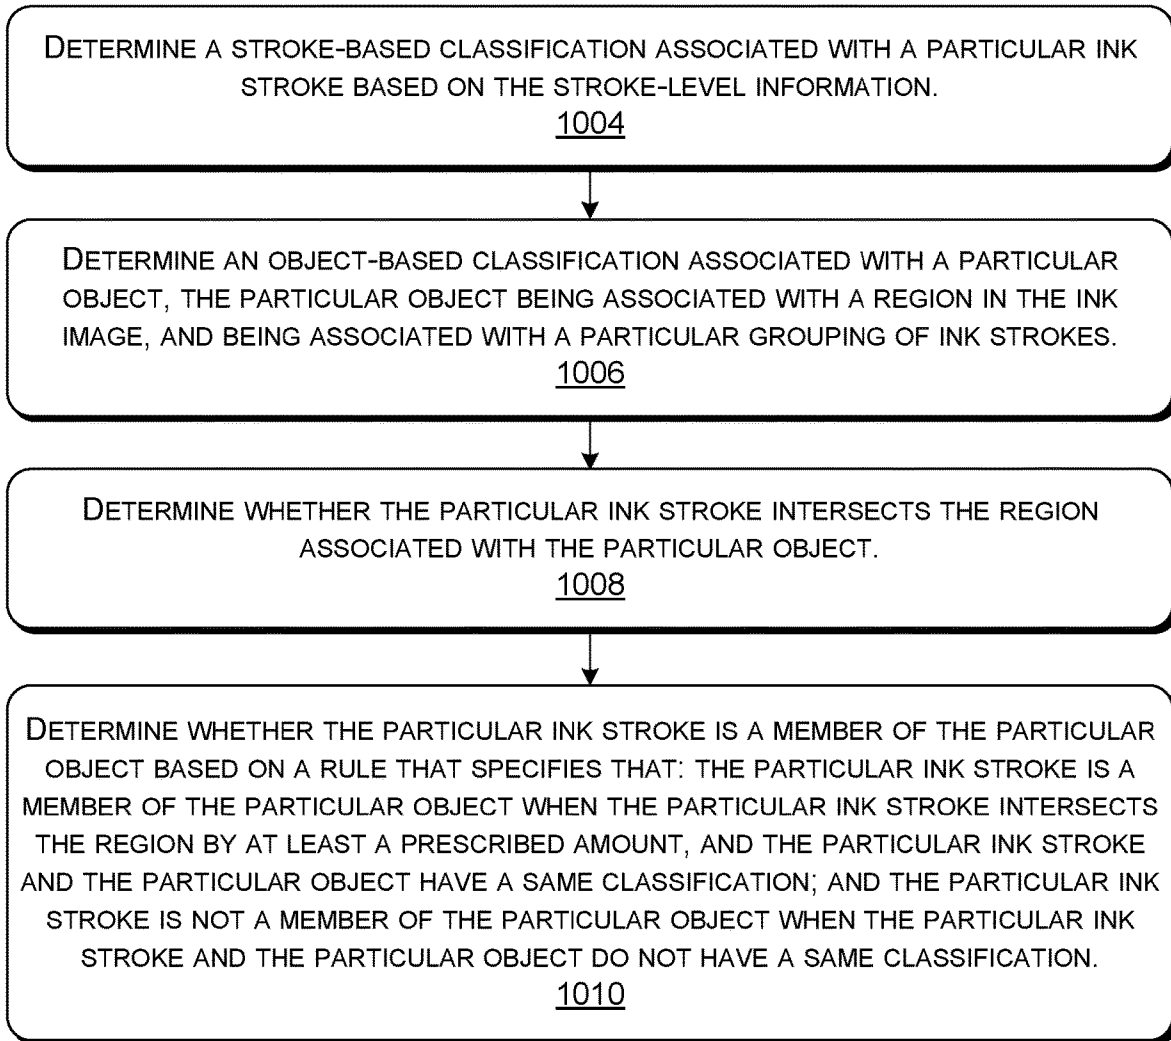 DETERMINE A STROKE-BASED CLASSIFICATION ASSOCIATED WITH A PARTICULAR INK
STROKE BASED ON THE STROKE-LEVEL INFORMATION.
1004
DETERMINE AN OBJECT-BASED CLASSIFICATION ASSOCIATED WITH A PARTICULAR
OBJECT, THE PARTICULAR OBJECT BEING ASSOCIATED WITH A REGION IN THE INK
IMAGE, AND BEING ASSOCIATED WITH A PARTICULAR GROUPING OF INK STROKES.
1006
DETERMINE WHETHER THE PARTICULAR INK STROKE INTERSECTS THE REGION
ASSOCIATED WITH THE PARTICULAR OBJECT.
1008
DETERMINE WHETHER THE PARTICULAR INK STROKE IS A MEMBER OF THE PARTICULAR
OBJECT BASED ON A RULE THAT SPECIFIES THAT: THE PARTICULAR INK STROKE IS A
MEMBER OF THE PARTICULAR OBJECT WHEN THE PARTICULAR INK STROKE INTERSECTS
THE REGION BY AT LEAST A PRESCRIBED AMOUNT, AND THE PARTICULAR INK STROKE
AND THE PARTICULAR OBJECT HAVE A SAME CLASSIFICATION; AND THE PARTICULAR INK
STROKE IS NOT A MEMBER OF THE PARTICULAR OBJECT WHEN THE PARTICULAR INK
STROKE AND THE PARTICULAR OBJECT DO NOT HAVE A SAME CLASSIFICATION.
1010